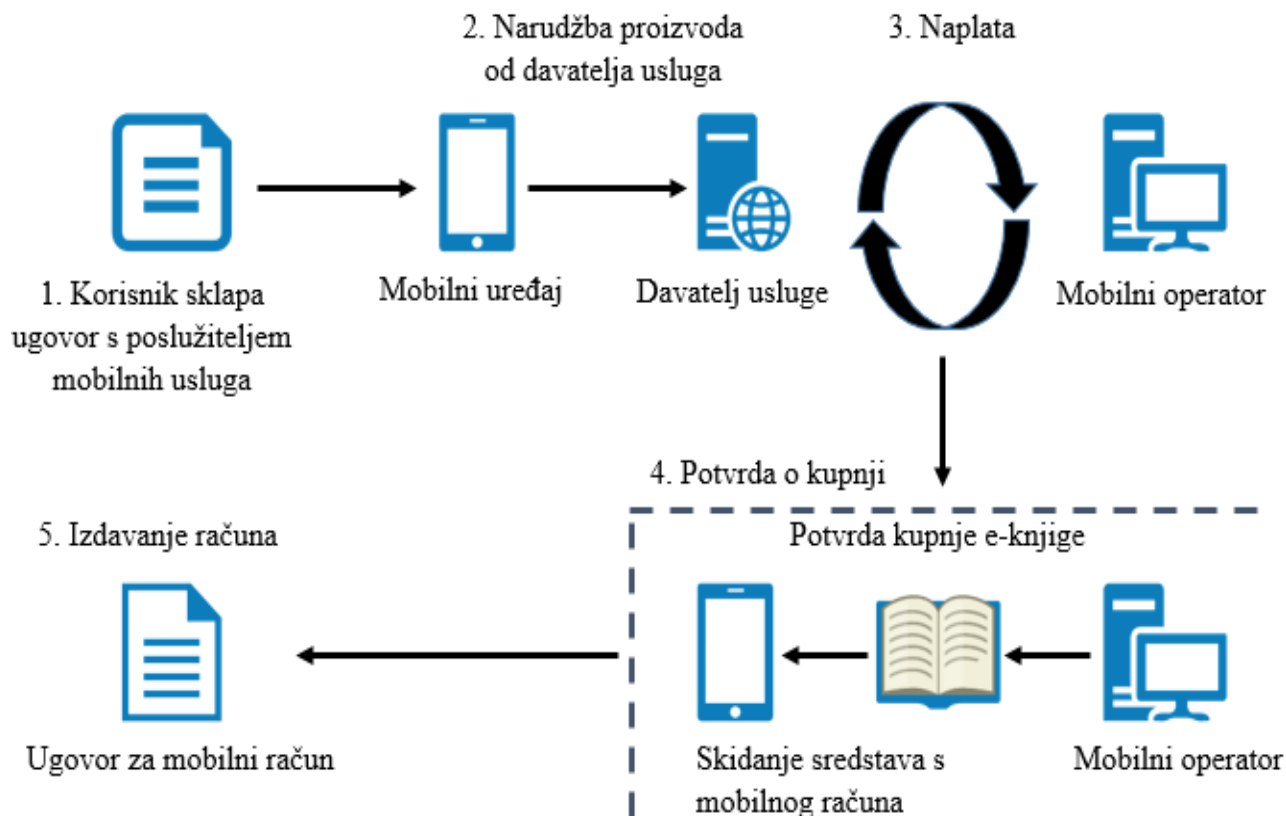 2. Narudžba proizvoda
od davatelja usluga
3. Naplata
1. Korisnik sklapa
ugovor s poslužiteljem
mobilnih usluga
Mobilni uređaj
Davatelj usluge
Mobilni operator
4. Potvrda o kupnji
5. Izdavanje računa
Potvrda kupnje e-knjige
Ugovor za mobilni račun
Skidanje sredstava s
mobilnog računa
Mobilni operator